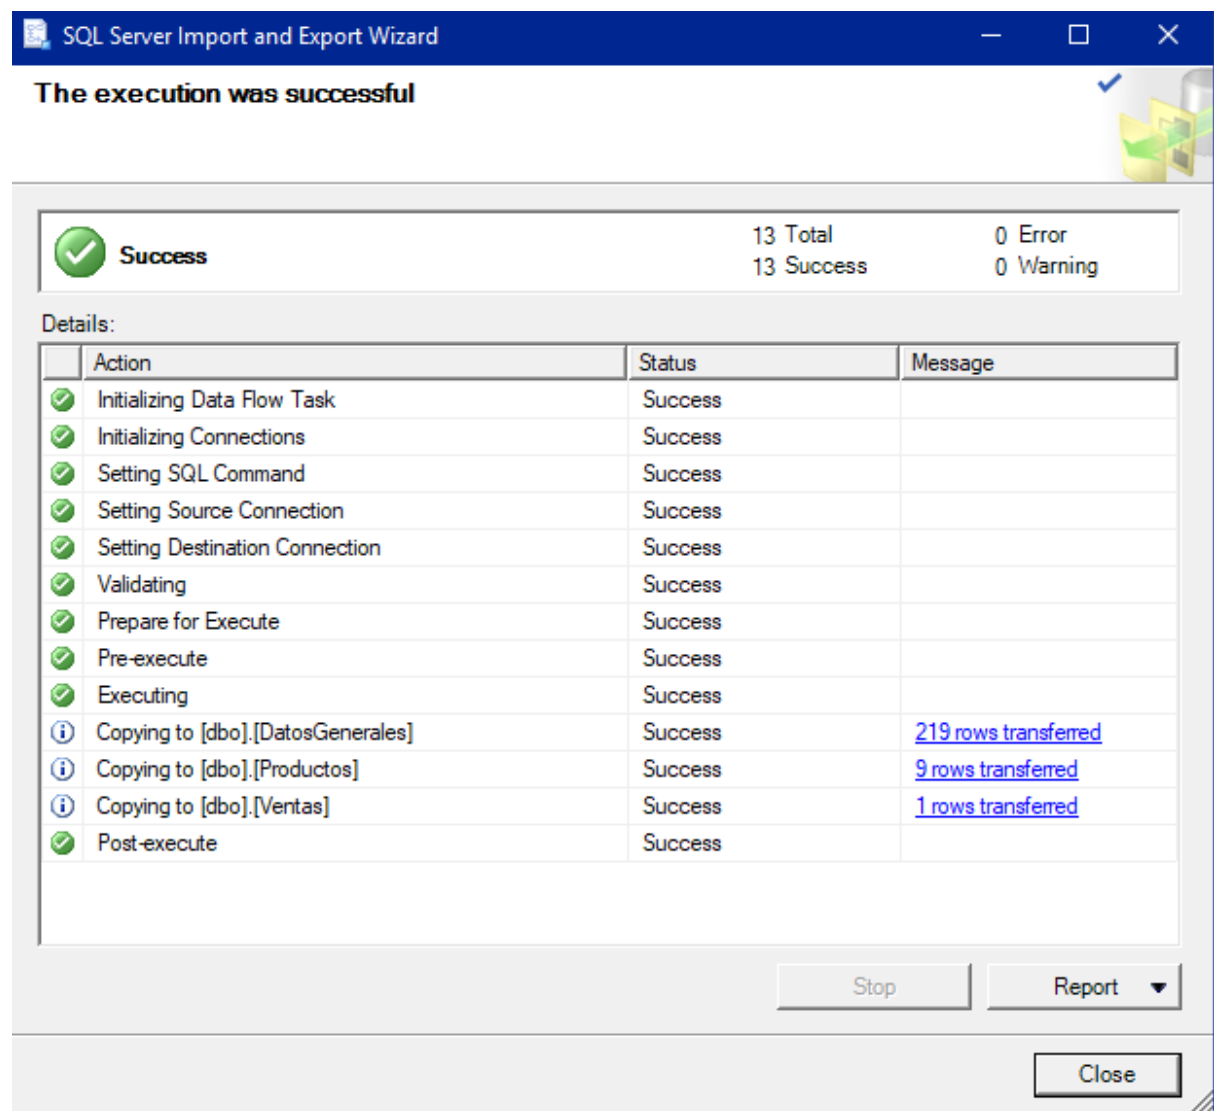 SQL Server Import and Export Wizard
The execution was successful
Success
13 Total 0 Error
13 Success 0 Warning
Details:
Action Status Message
Initializing Data Flow Task Success
Initializing Connections Success
Setting SQL Command Success
Setting Source Connection Success
Setting Destination Connection Success
Validating Success
Prepare for Execute Success
Pre-execute Success
Executing Success
Copying to [dbo].[DatosGenerales] Success 219 rows transferred
Copying to [dbo].[Productos] Success 9 rows transferred
Copying to [dbo].[Ventas] Success 1 rows transferred
Post-execute Success
Stop Report
Close